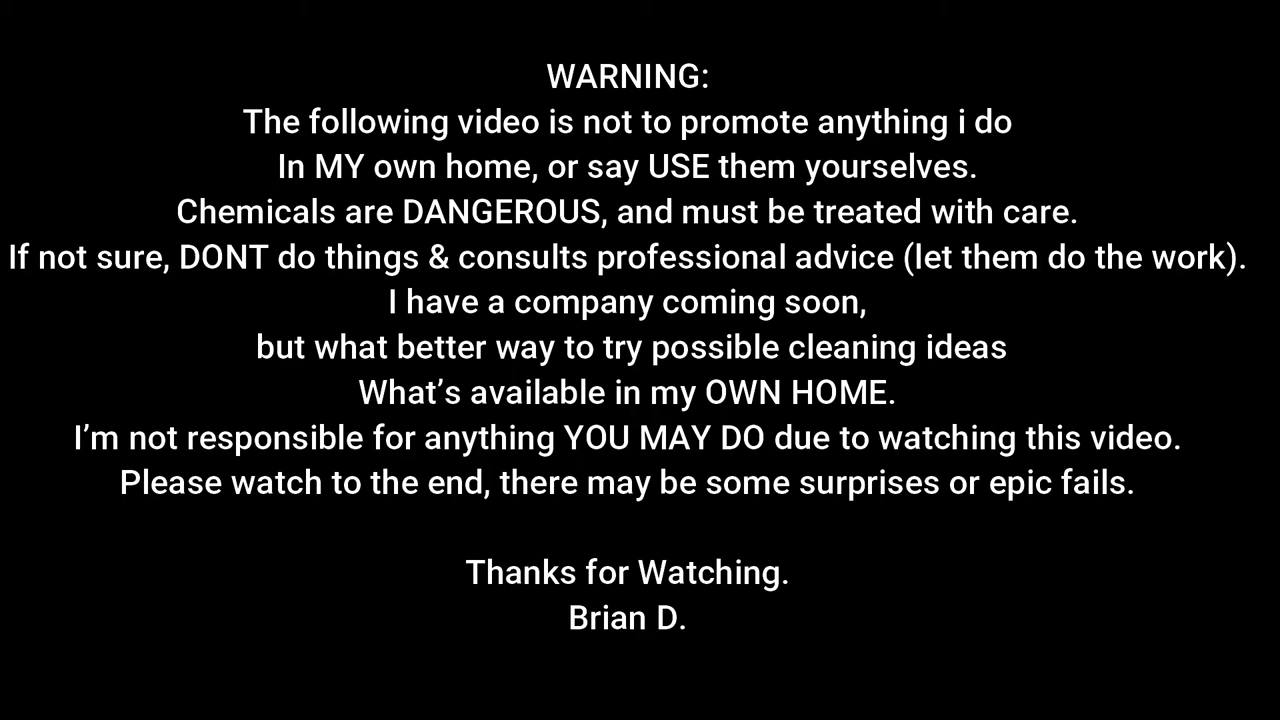 WARNING:
The following video is not to promote anything i do
In MY own home, or say USE them yourselves.
Chemicals are DANGEROUS, and must be treated with care.
If not sure, DONT do things & consults professional advice (let them do the work).
I have a company coming soon,
but what better way to try possible cleaning ideas
What’s available in my OWN HOME.
I’m not responsible for anything YOU MAY DO due to watching this video.
Please watch to the end, there may be some surprises or epic fails.
Thanks for Watching.
Brian D.